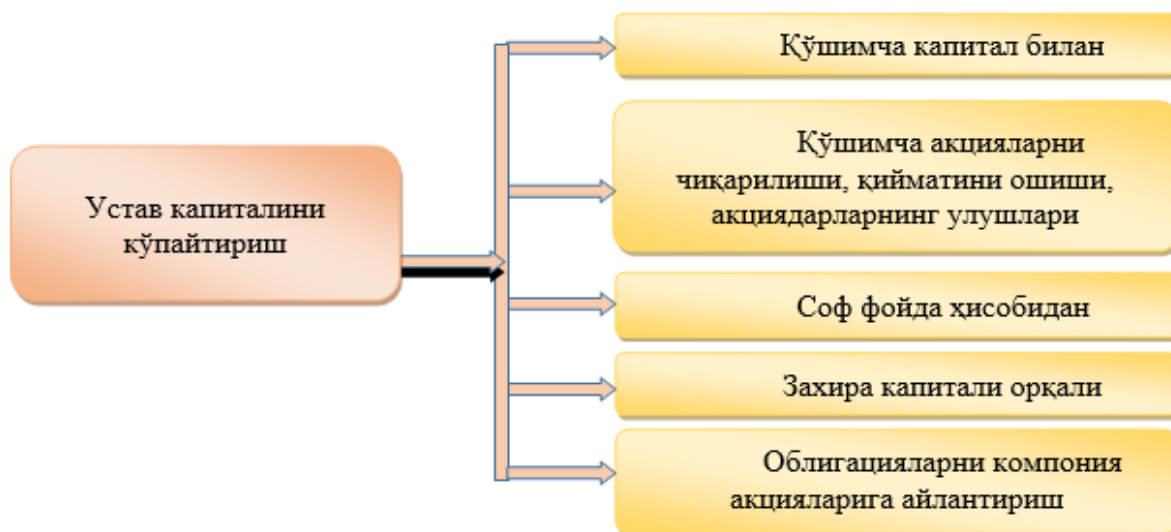 Устав капиталини
кўпайтириш
Қўшимча капитал билан
Қўшимча акцияларни
чиқарилиши, қийматини ошиши,
акциядарларнинг улушлари
Соф фойда ҳисобидан
Захира капитали орқали
Облигацияларни компония
акцияларига айлантириш